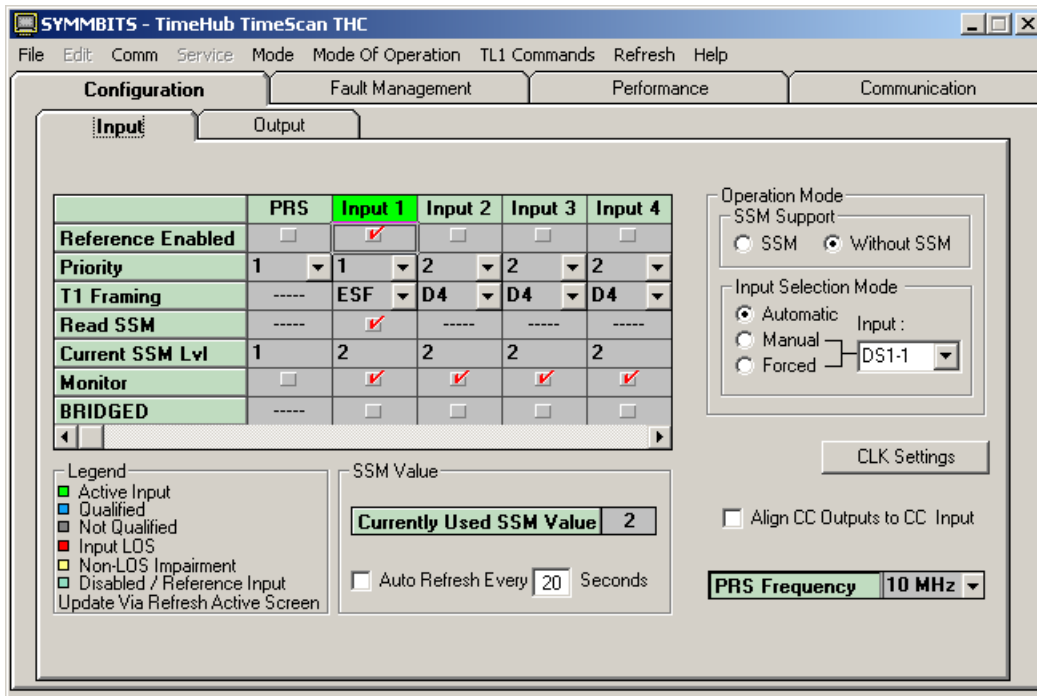 SYMMBITS - TimeHub TimeScan THC
File Edit Comm Service Mode Mode Of Operation TL1 Commands Refresh Help
Configuration Fault Management Performance Communication
Input Output
PRS Input 1 Input 2 Input 3 Input 4
Reference Enabled
Priority 1 1 2 2 2
T1 Framing ----- ESF D4 D4 D4
Read SSM ----- ----- ----- -----
Current SSM Lvl 1 2 2 2 2
Monitor
BRIDGED -----
Operation Mode
SSM Support
SSM Without SSM
Input Selection Mode
Automatic
Manual
Forced
Input :
DS1-1
CLK Settings
Legend
Active Input
Qualified
Not Qualified
Input LOS
Non-LOS Impairment
Disabled / Reference Input
Update Via Refresh Active Screen
SSM Value
Currently Used SSM Value 2
Auto Refresh Every 20 Seconds
Align CC Outputs to CC Input
PRS Frequency 10 MHz